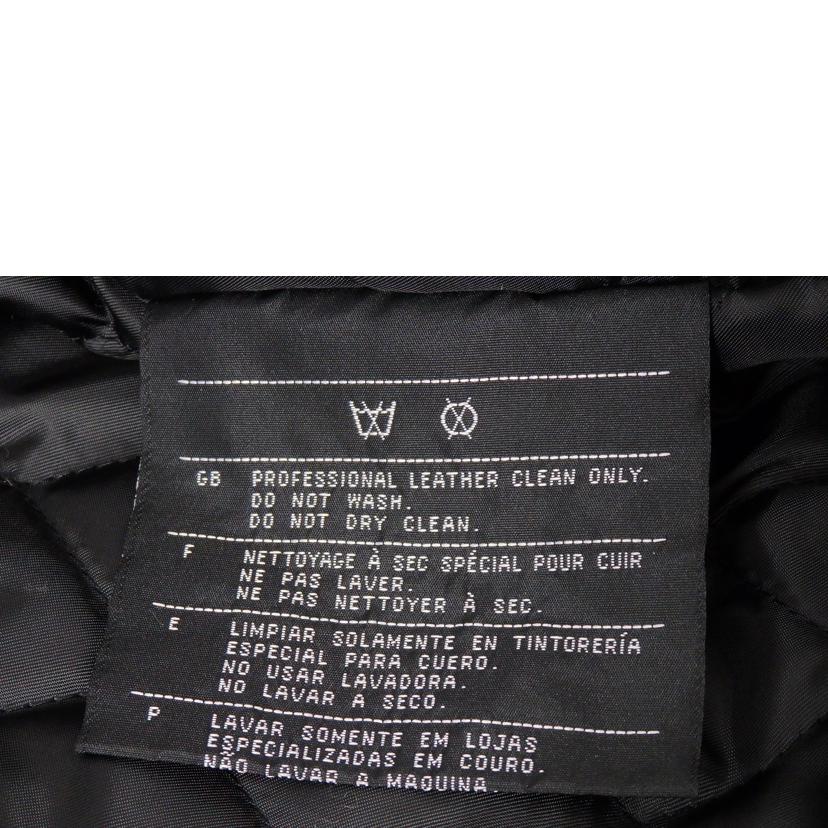 GB PROFESSIONAL LEATHER CLEAN ONLY.
DO NOT WASH.
DO NOT DRY CLEAN.
F NETTOYAGE À SEC SPÉCIAL POUR CUIR
NE PAS LAVER.
NE PAS NETTOYER À SEC.
E LIMPIAR SOLAMENTE EN TINTORERÍA
ESPECIAL PARA CUERO.
NO USAR LAVADORA.
NO LAVAR A SECO.
P LAVAR SOMENTE EM LOJAS
ESPECIALIZADAS EM COURO.
NÃO LAVAR A MAQUINA.